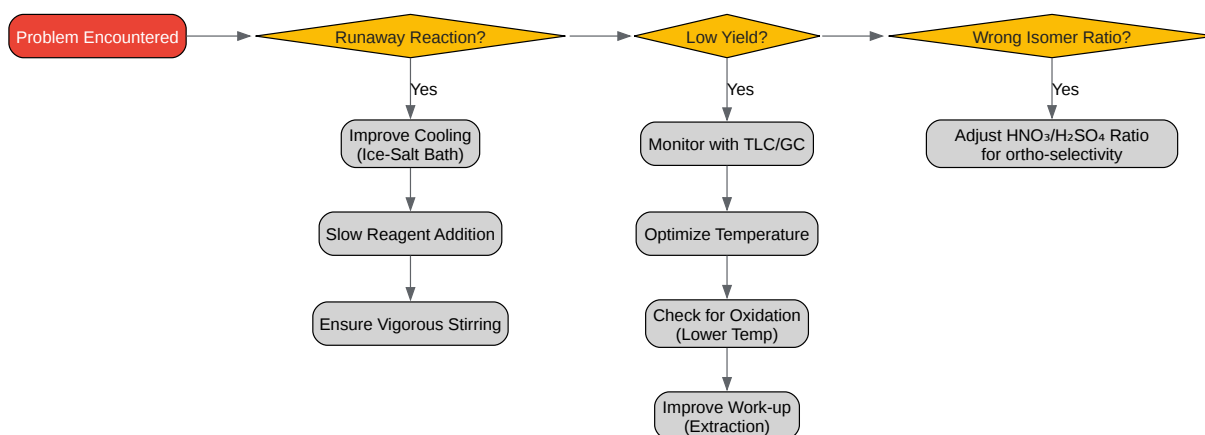 Problem Encountered
Runaway Reaction?
Low Yield?
Wrong Isomer Ratio?
Yes
Yes
Yes
Improve Cooling
(Ice-Salt Bath)
Monitor with TLC/GC
Adjust HNO₃/H₂SO₄ Ratio
for ortho-selectivity
Slow Reagent Addition
Optimize Temperature
Ensure Vigorous Stirring
Check for Oxidation
(Lower Temp)
Improve Work-up
(Extraction)